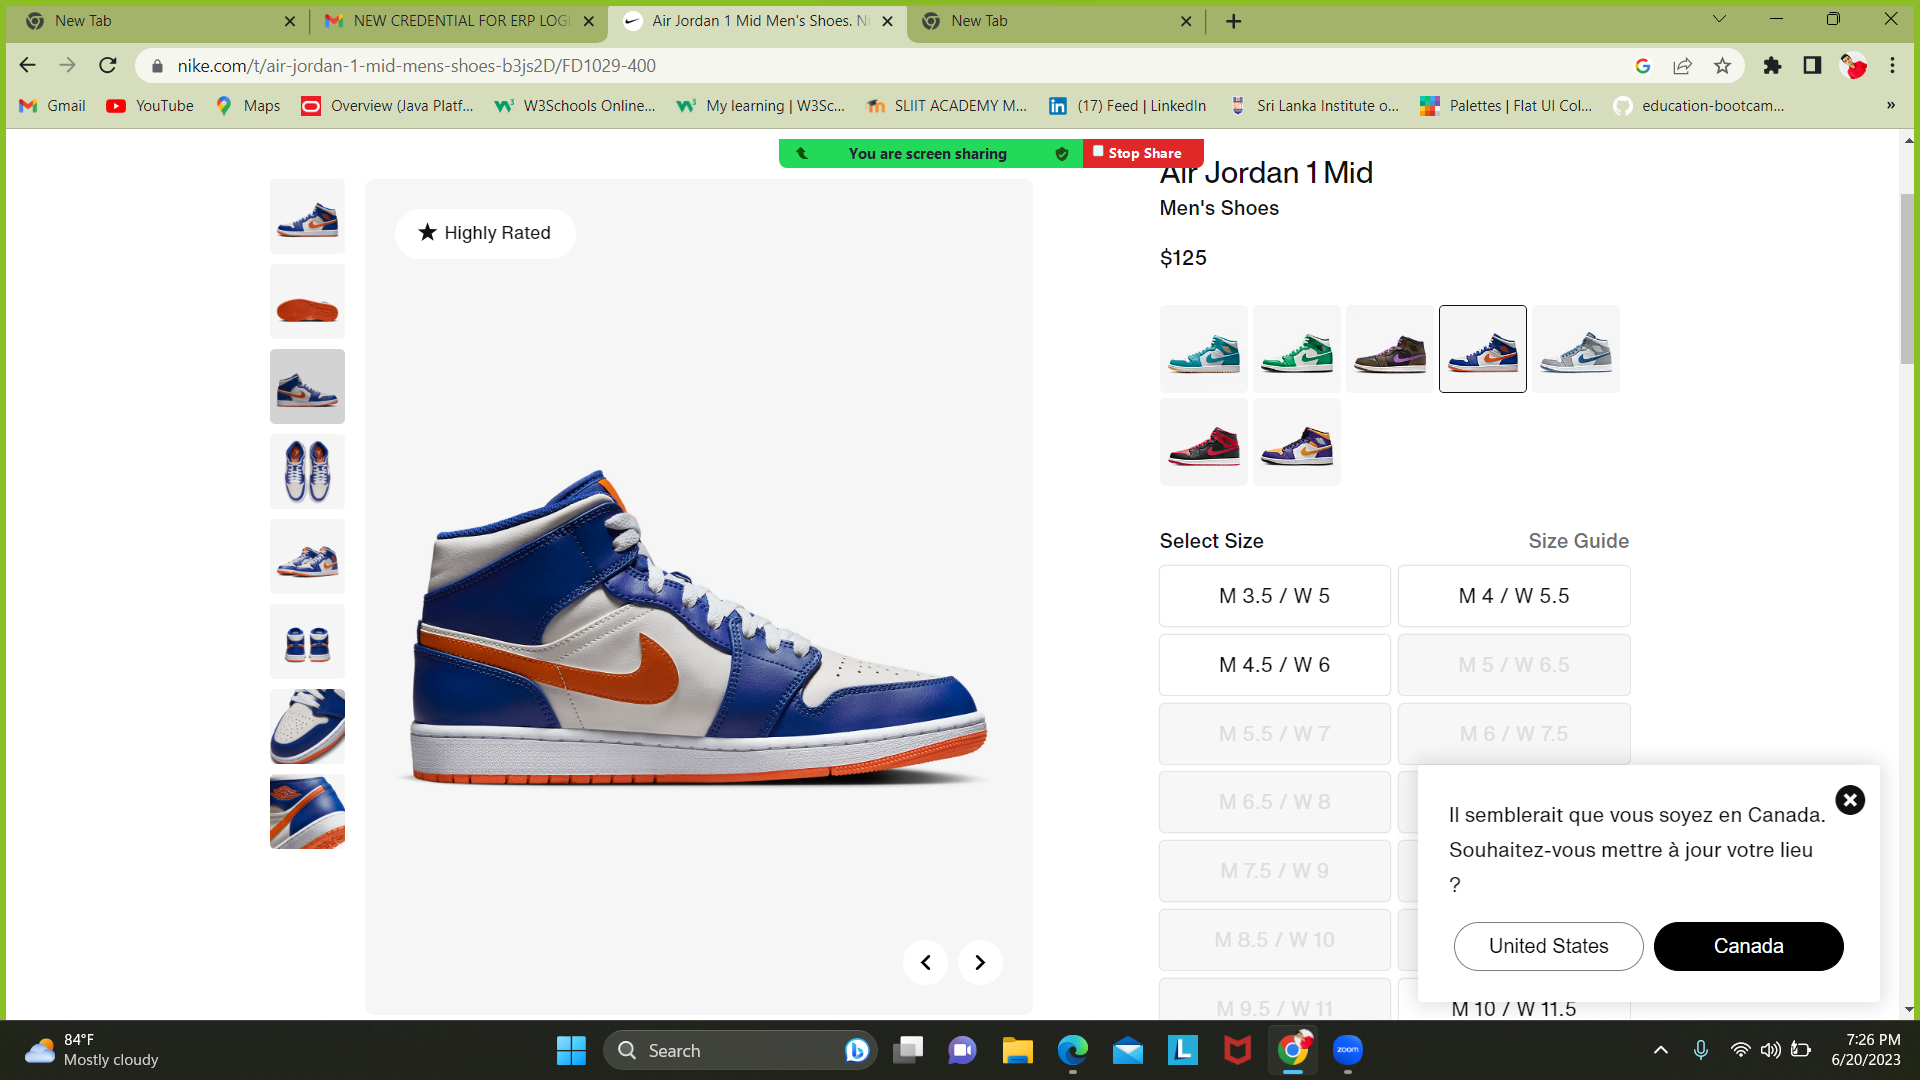 New Tab
NEW CREDENTIAL FOR ERP LOGI
Air Jordan 1 Mid Men's Shoes. Ni
New Tab
nike.com/t/air-jordan-1-mid-mens-shoes-b3js2D/FD1029-400
Gmail
YouTube
Maps
Overview (Java Platf...
W3Schools Online...
My learning | W3Sc...
SLIIT ACADEMY M...
(17) Feed | LinkedIn
Sri Lanka Institute o...
Palettes | Flat UI Col...
education-bootcam...
»
You are screen sharing
Stop Share
Air Jordan 1 Mid
Men's Shoes
$125
Highly Rated
Select Size
Size Guide
M 3.5 / W 5
M 4 / W 5.5
M 4.5 / W 6
M 5 / W 6.5
M 5.5 / W 7
M 6 / W 7.5
M 6.5 / W 8
M 7.5 / W 9
M 8.5 / W 10
M 9.5 / W 11
M 10 / W 11.5
Il semblerait que vous soyez en Canada.
Souhaitez-vous mettre à jour votre lieu
?
United States
Canada
84°F
Mostly cloudy
Search
L
zoom
7:26 PM
6/20/2023